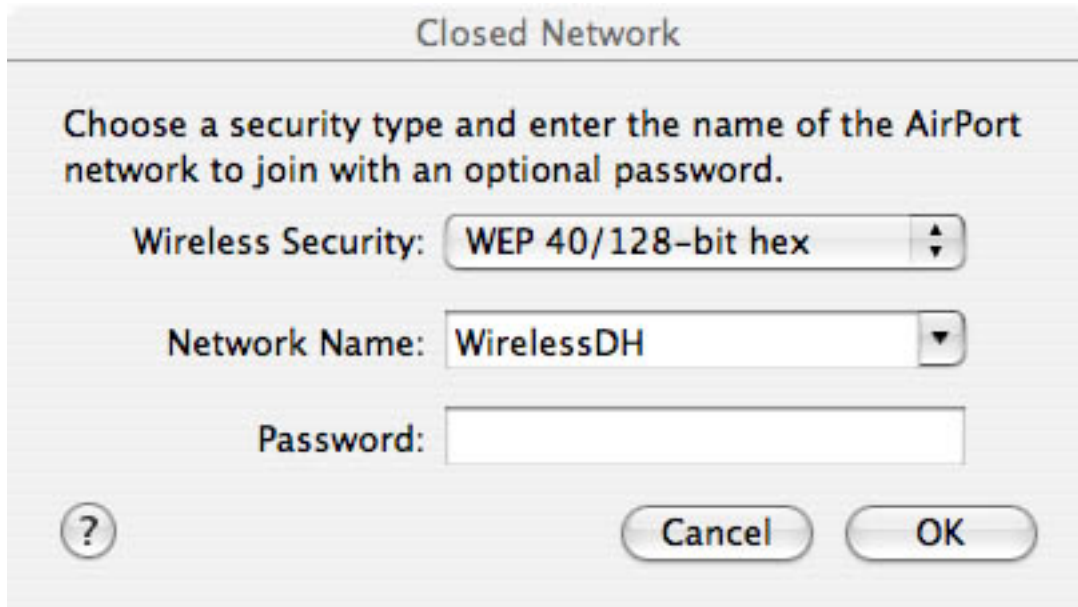 Closed Network
Choose a security type and enter the name of the AirPort
network to join with an optional password.
Wireless Security: WEP 40/128-bit hex
Network Name: WirelessDH
Password:
? Cancel OK